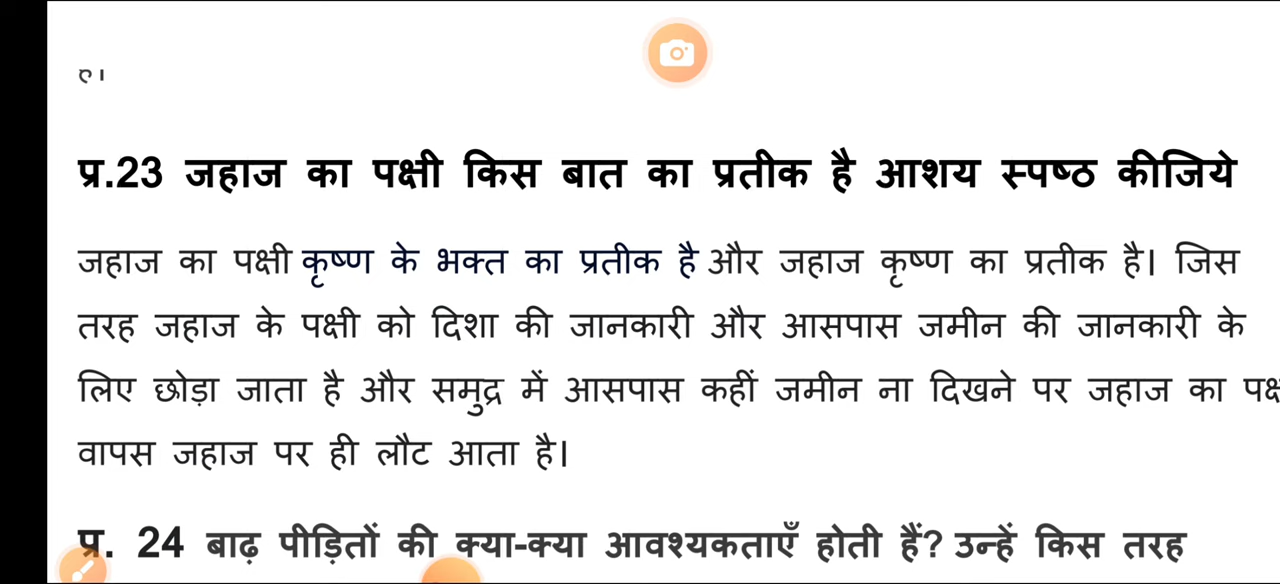 प्र.23 जहाज का पक्षी किस बात का प्रतीक है आशय स्पष्ठ कीजिये
जहाज का पक्षी कृष्ण के भक्त का प्रतीक है और जहाज कृष्ण का प्रतीक है। जिस
तरह जहाज के पक्षी को दिशा की जानकारी और आसपास जमीन की जानकारी के
लिए छोड़ा जाता है और समुद्र में आसपास कहीं जमीन ना दिखने पर जहाज का
वापस जहाज पर ही लौट आता है।
प्र. 24 बाढ़ पीड़ितों की क्या-क्या आवश्यकताएँ होती हैं? उन्हें किस तरह